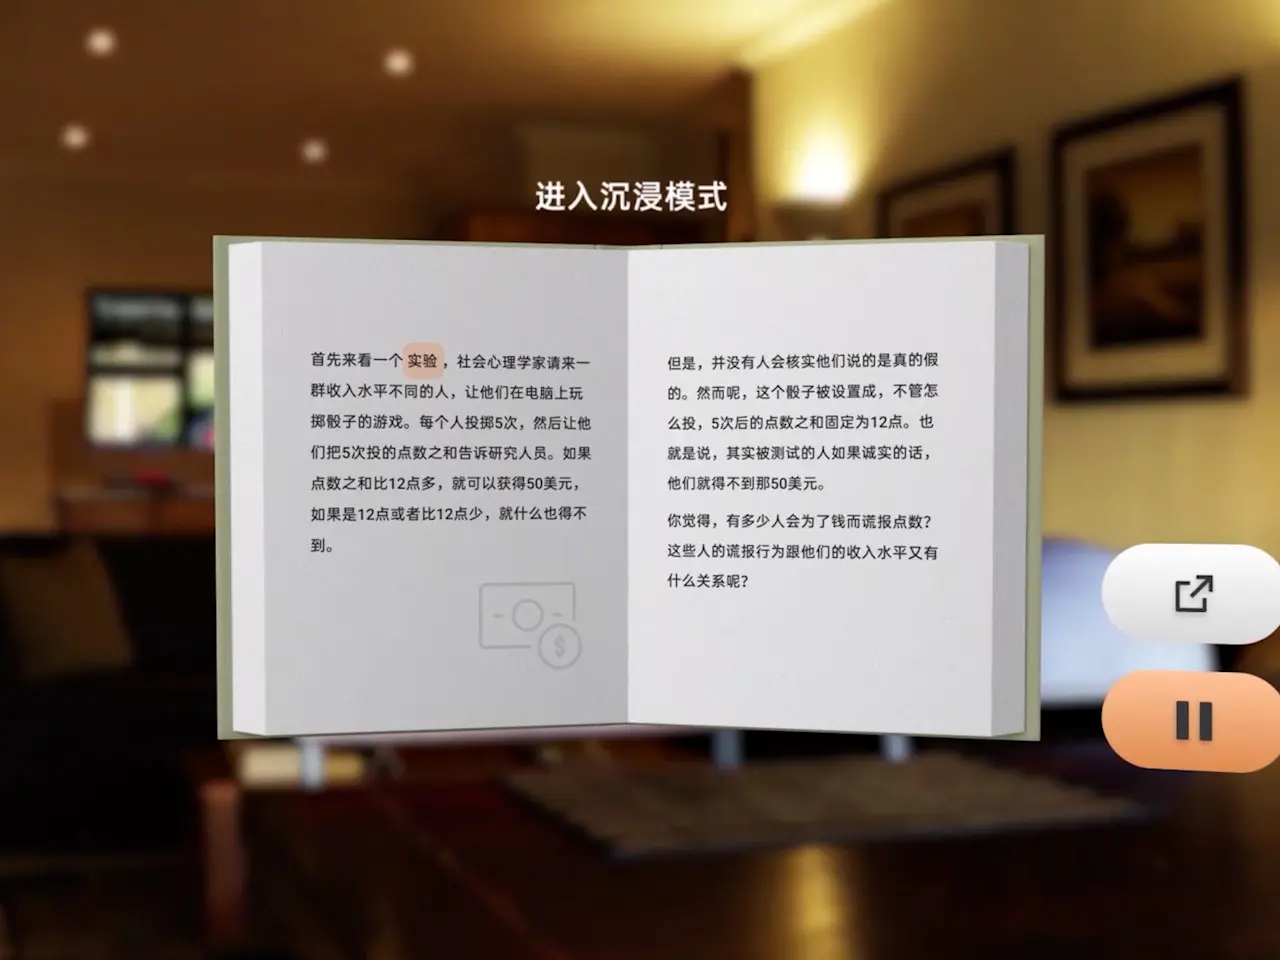 进入沉浸模式
首先来看一个 实验 ，社会心理学家请来一
群收入水平不同的人，让他们在电脑上玩
掷骰子的游戏。每个人投掷5次，然后让他
们把5次投的点数之和告诉研究人员。如果
点数之和比12点多，就可以获得50美元，
如果是12点或者比12点少，就什么也得不
到。
但是，并没有人会核实他们说的是真的假
的。然而呢，这个骰子被设置成，不管怎
么投，5次后的点数之和固定为12点。也
就是说，其实被测试的人如果诚实的话，
他们就得不到那50美元。
你觉得，有多少人会为了钱而谎报点数？
这些人的谎报行为跟他们的收入水平又有
什么关系呢？
$